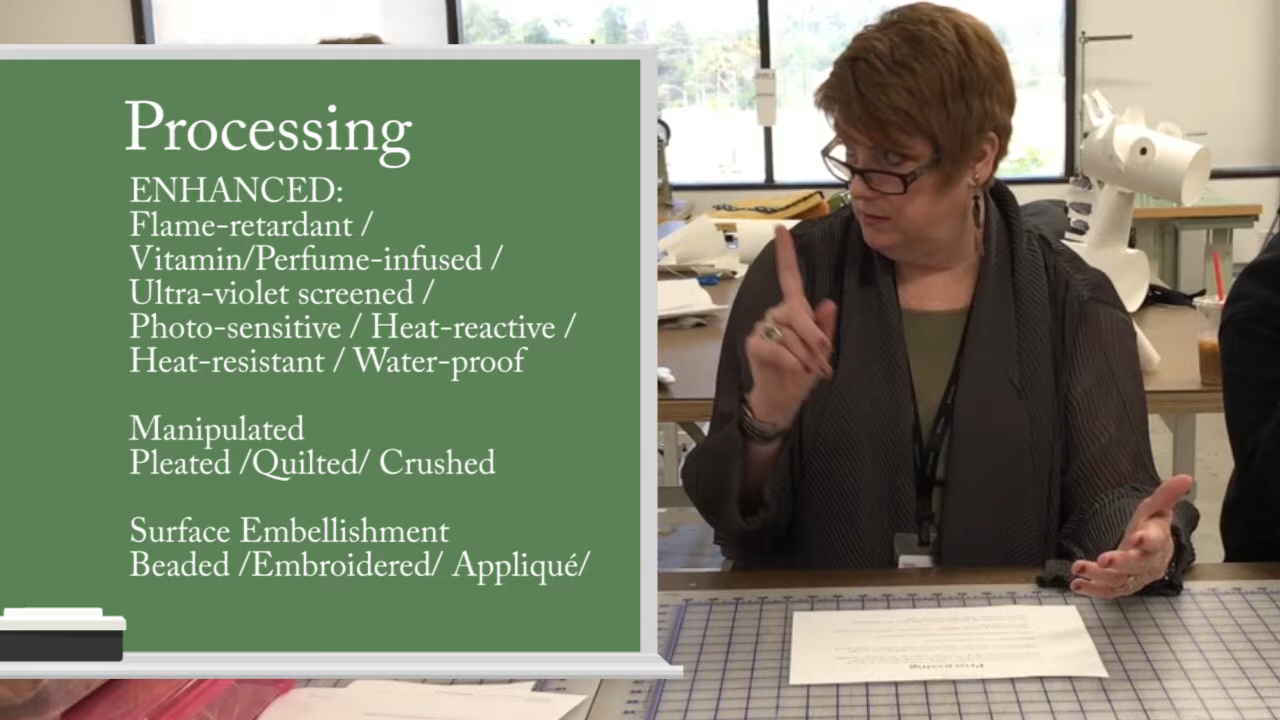 Processing
ENHANCED:
Flame-retardant /
Vitamin/Perfume-infused /
Ultra-violet screened /
Photo-sensitive / Heat-reactive /
Heat-resistant / Water-proof
Manipulated
Pleated /Quilted/ Crushed
Surface Embellishment
Beaded /Embroidered/ Appliqué/
Processing